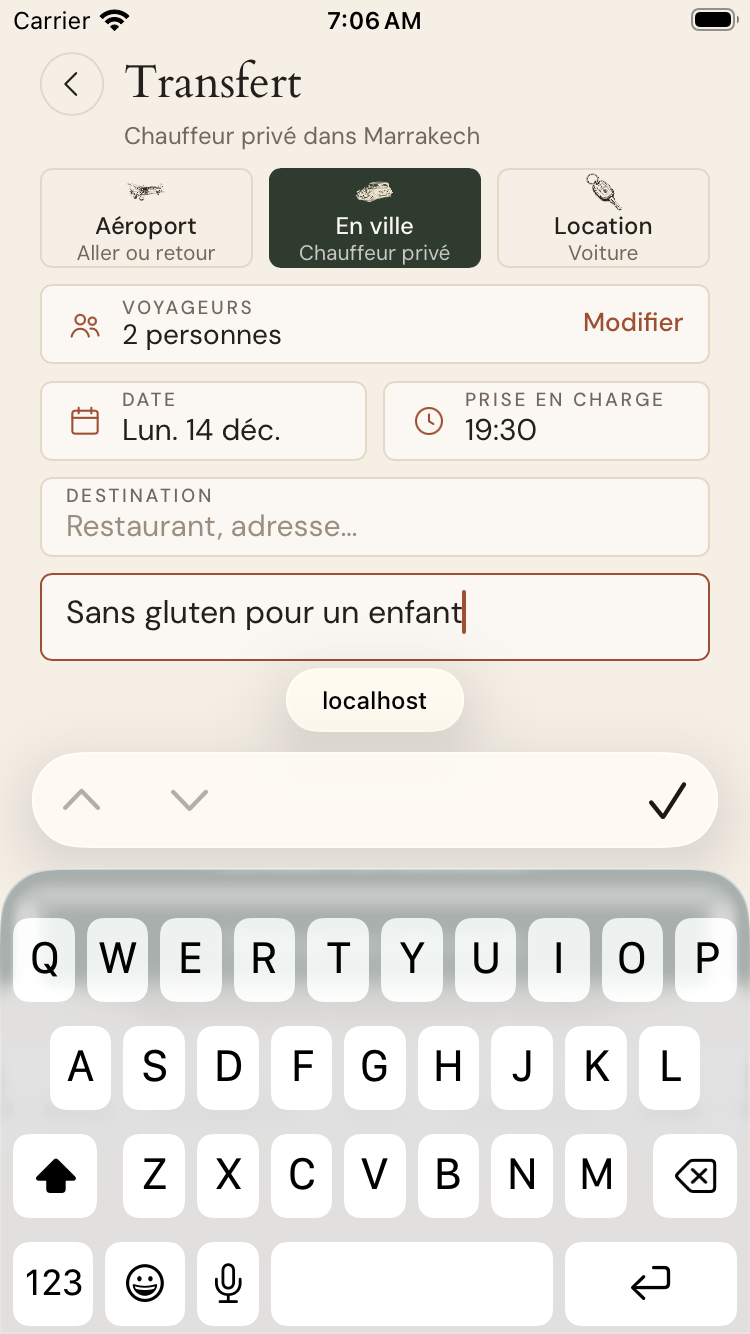 Carrier
7:06 AM
Transfert
Chauffeur privé dans Marrakech
Aéroport
Aller ou retour
En ville
Chauffeur privé
Location
Voiture
VOYAGEURS
2 personnes
Modifier
DATE
Lun. 14 déc.
PRISE EN CHARGE
19:30
DESTINATION
Restaurant, adresse…
Sans gluten pour un enfant
localhost
Q W E R T Y U I O P
A S D F G H J K L
Z X C V B N M
123